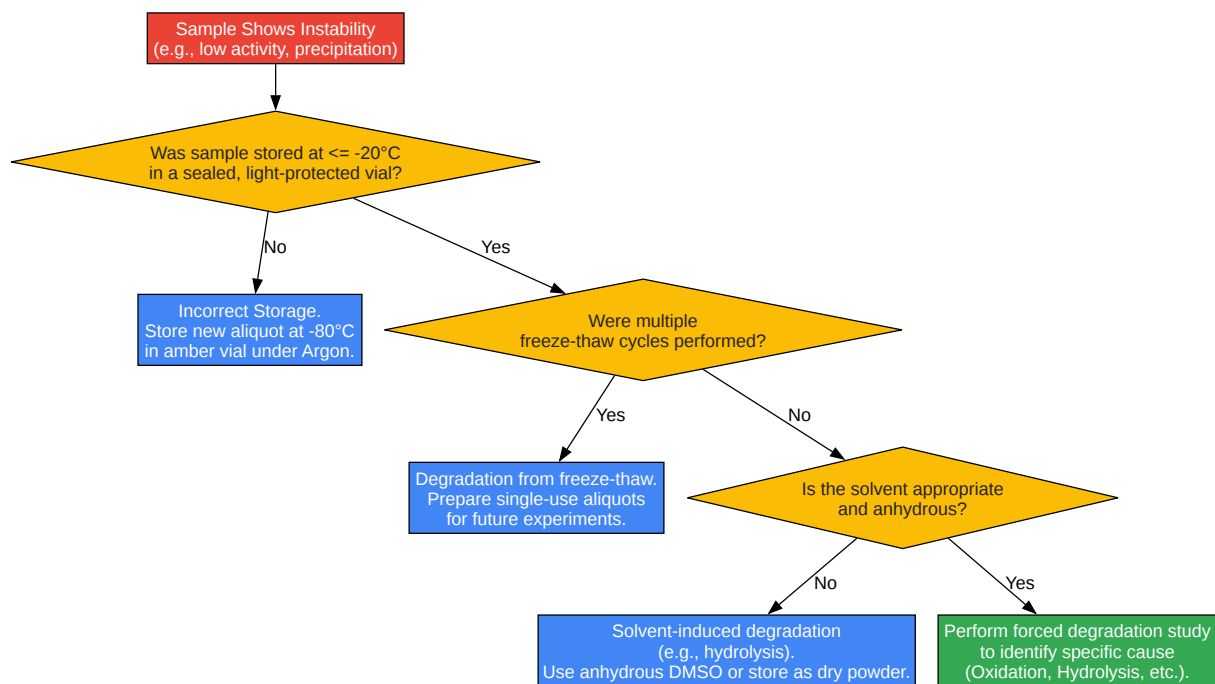 Sample Shows Instability
(e.g., low activity, precipitation)
Was sample stored at <= -20°C
in a sealed, light-protected vial?
No
Yes
Incorrect Storage.
Store new aliquot at -80°C
in amber vial under Argon.
Were multiple
freeze-thaw cycles performed?
Yes
No
Degradation from freeze-thaw.
Prepare single-use aliquots
for future experiments.
Is the solvent appropriate
and anhydrous?
No
Yes
Solvent-induced degradation
(e.g., hydrolysis).
Use anhydrous DMSO or store as dry powder.
Perform forced degradation study
to identify specific cause
(Oxidation, Hydrolysis, etc.).